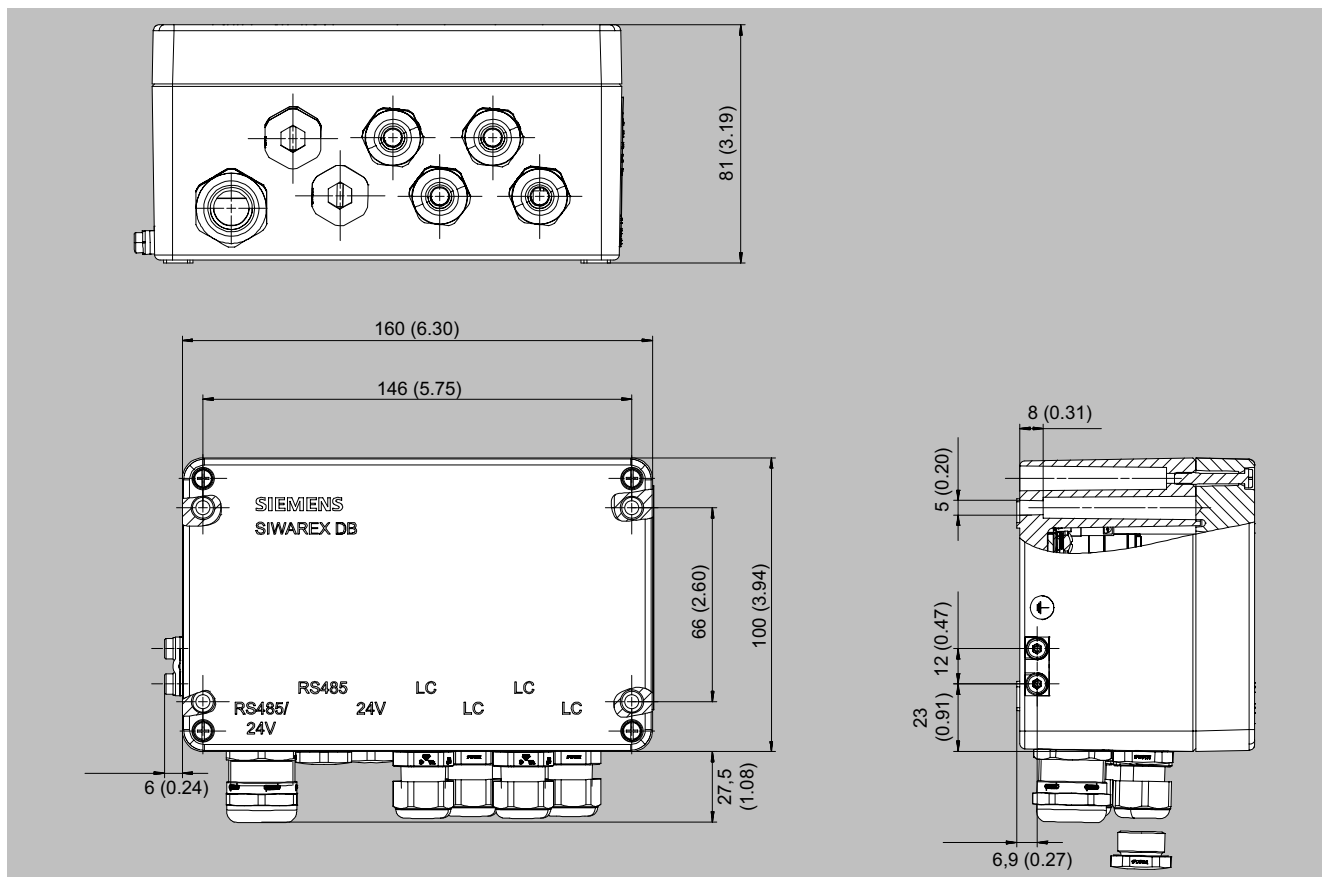 81 (3.19)
160 (6.30)
146 (5.75)
SIEMENS
SIWAREX DB
66 (2.60)
100 (3.94)
RS485 LC LC
RS485/
24V
24V LC LC
6 (0.24)
27,5
(1.08)
8 (0.31)
5 (0.20)
12 (0.47)
23
(0.91)
6,9 (0.27)